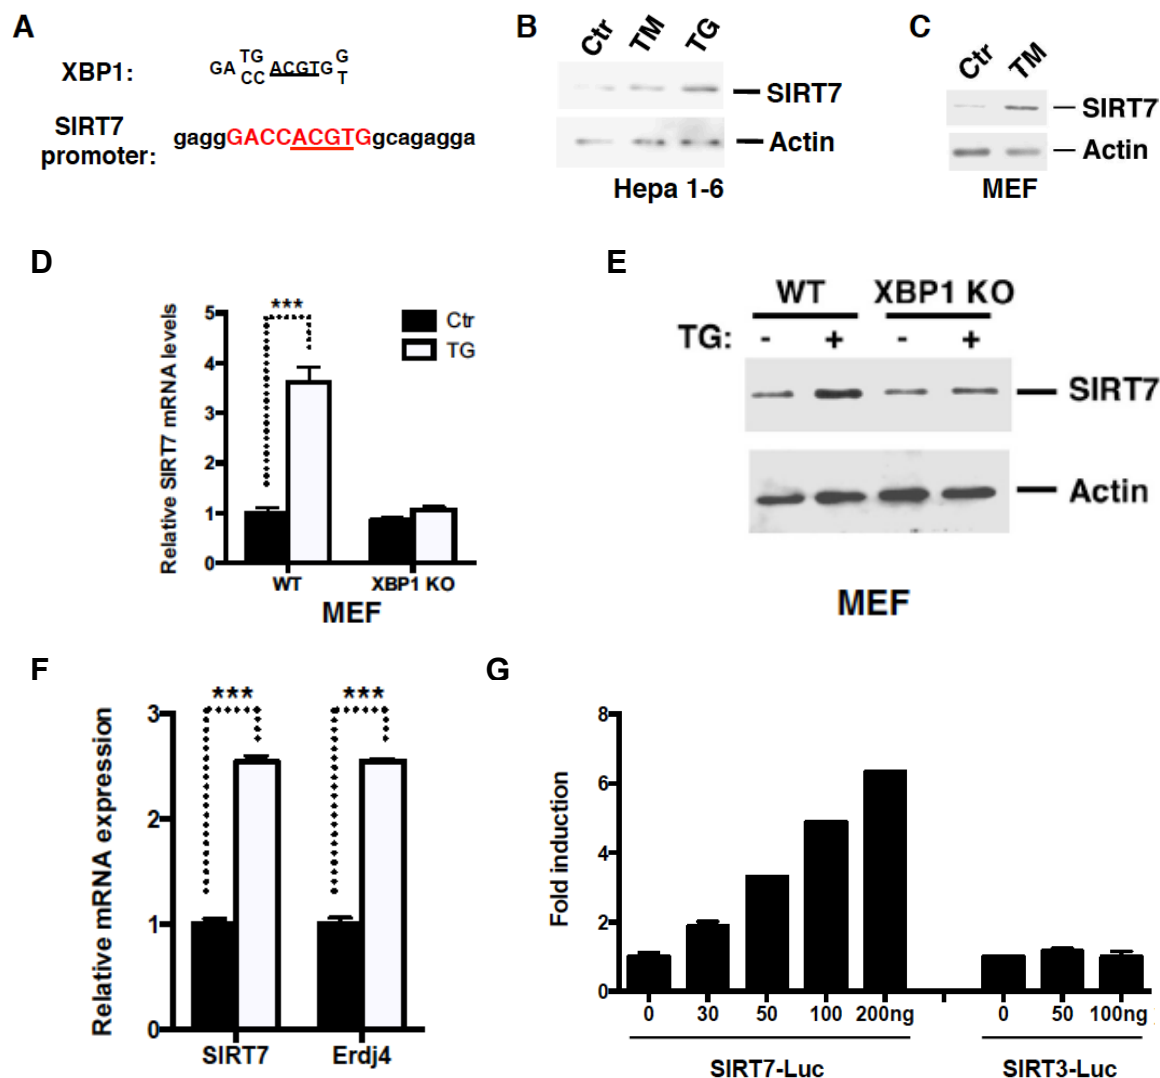 A
XBP1:
GA TG CC ACGTG G T
SIRT7
promoter:
gaggGACCACGTGgcagagga
B
Ctr TM TG
SIRT7
Actin
Hepa 1-6
C
Ctr TM
SIRT7
Actin
MEF
D
Relative SIRT7 mRNA levels
5
4
3
2
1
0
***
Ctr
TG
WT XBP1 KO
MEF
E
WT XBP1 KO
TG: - + - +
SIRT7
Actin
MEF
F
Relative mRNA expression
3
2
1
0
*** ***
SIRT7 Erdj4
G
Fold induction
8
6
4
2
0
0 30 50 100 200ng 0 50 100ng
SIRT7-Luc SIRT3-Luc